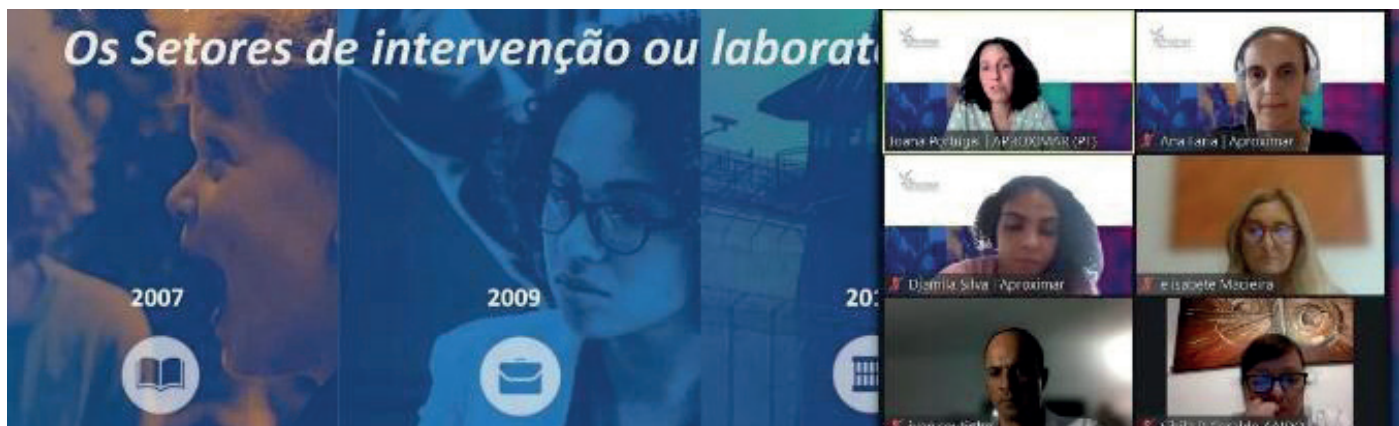 Os Setores de intervenção ou laborat
2007
2009
201
Joana Portugal | APROXIMAR (PT)
Ana Faria | Aproximar
Djamila Silva | Aproximar
elisabete Macieira